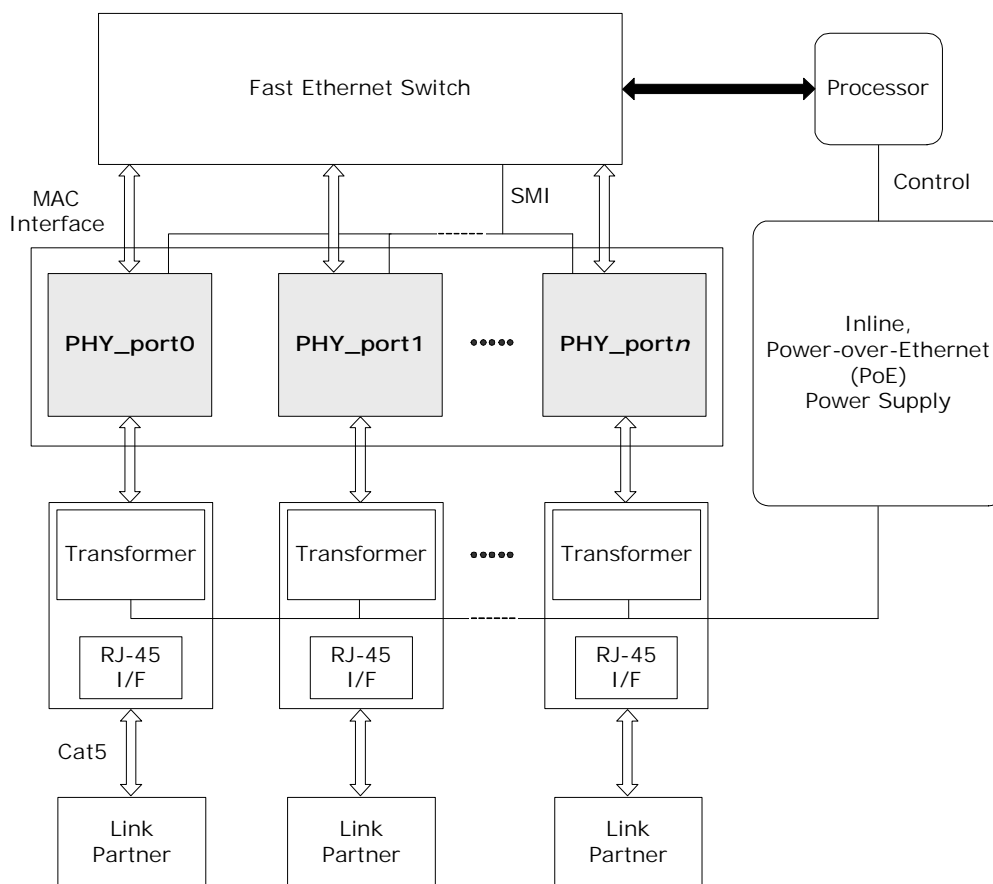 Fast Ethernet Switch
Processor
MAC
Interface
SMI
Control
PHY_port0
PHY_port1
PHY_portn
Inline,
Power-over-Ethernet
(PoE)
Power Supply
Transformer
Transformer
Transformer
RJ-45
I/F
RJ-45
I/F
RJ-45
I/F
Cat5
Link
Partner
Link
Partner
Link
Partner